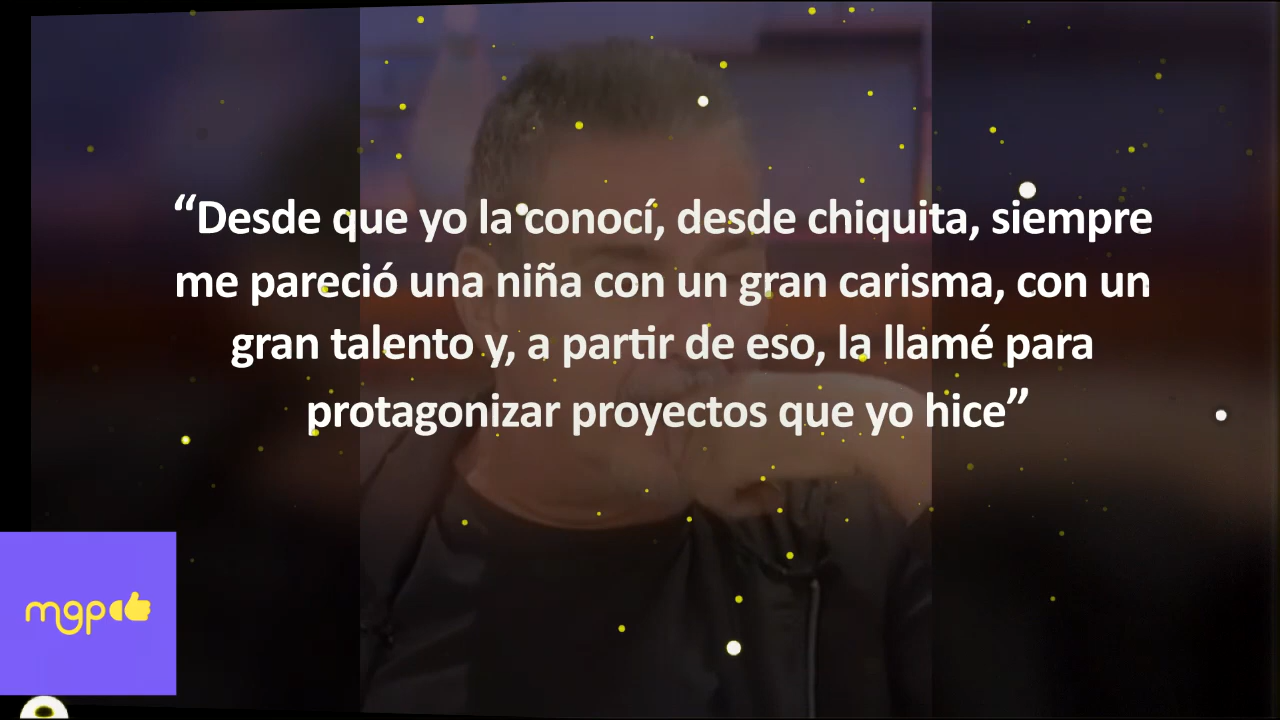 “Desde que yo la conocí, desde chiquita, siempre
me pareció una niña con un gran carisma, con un
gran talento y, a partir de eso, la llamé para
protagonizar proyectos que yo hice”
mgp